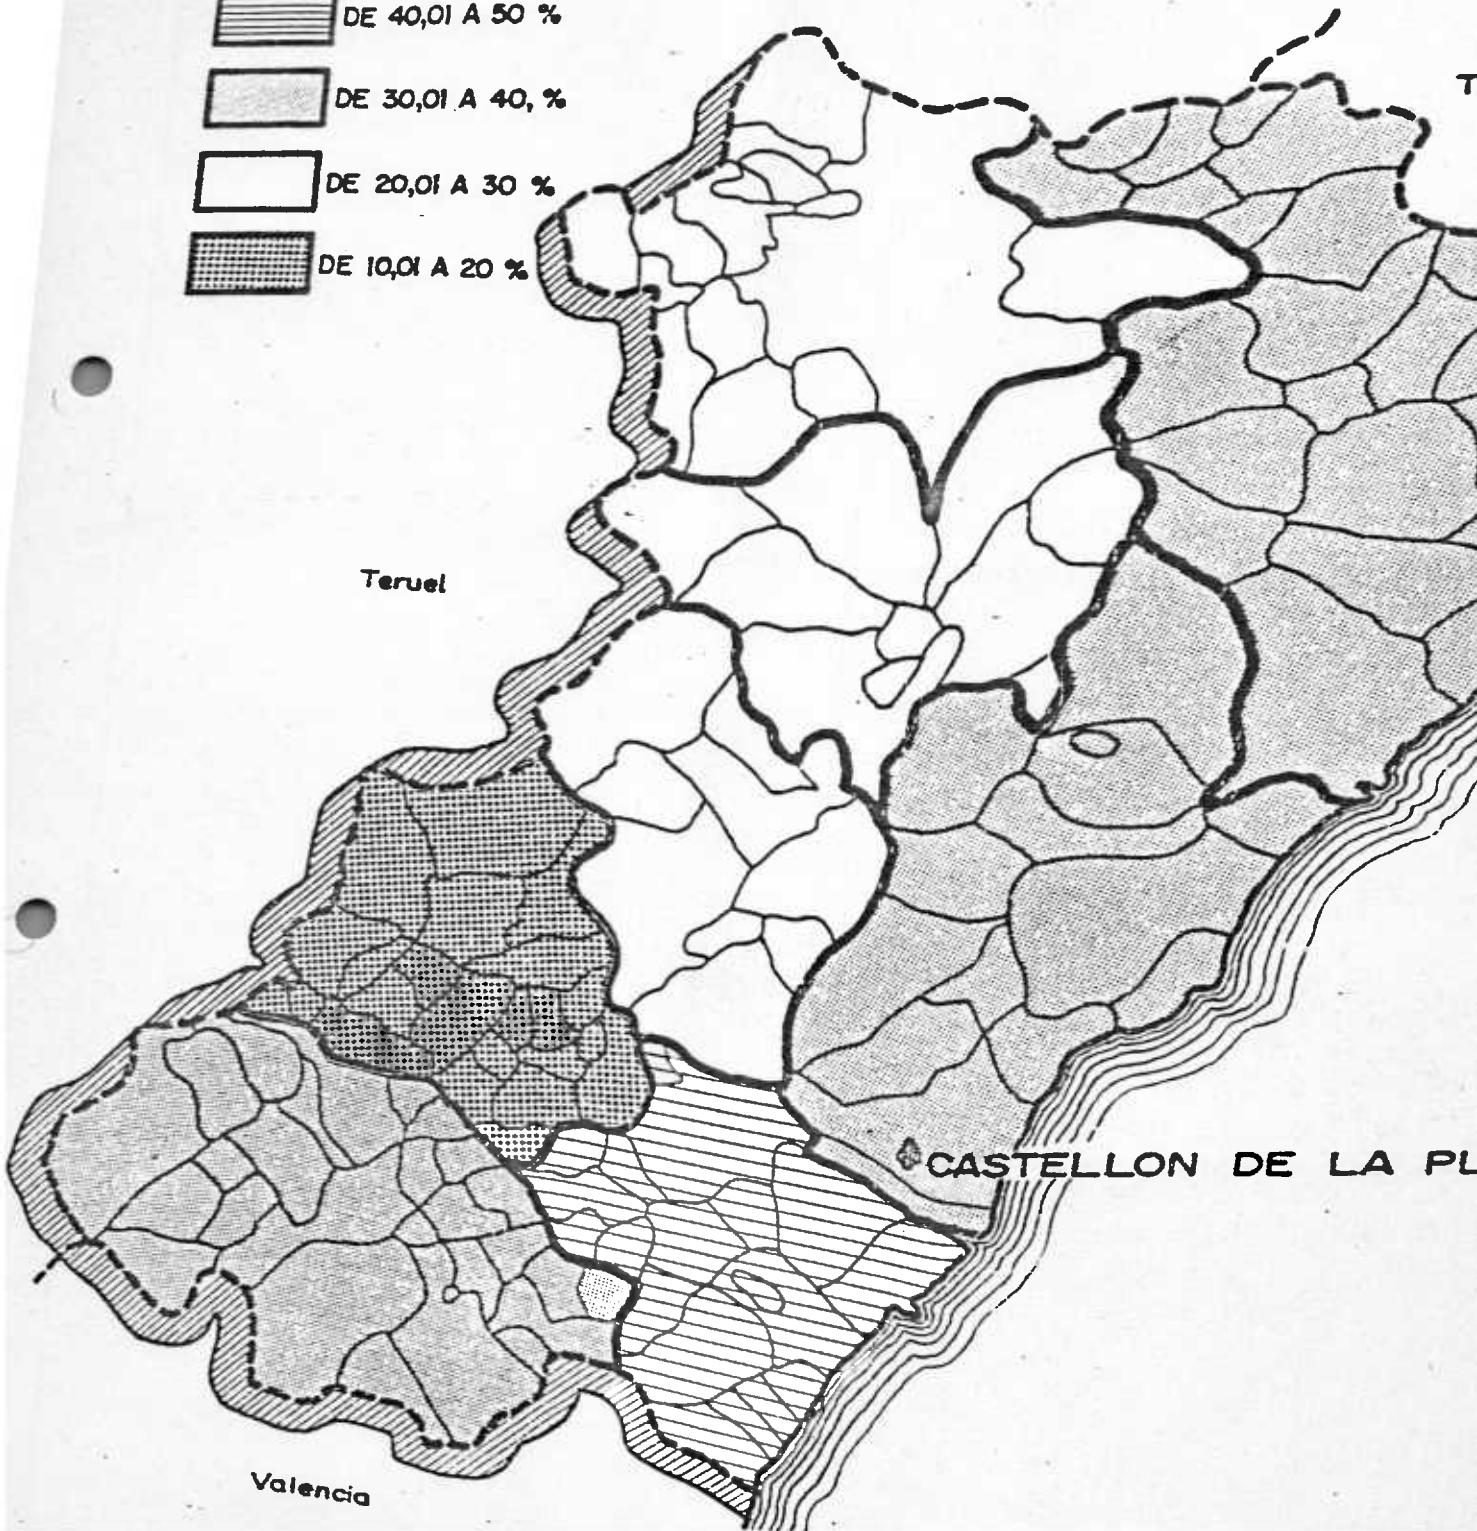 DE 40,01 A 50 %
DE 30,01 A 40, %
DE 20,01 A 30 %
DE 10,01 A 20 %
T
Teruel
CASTELLON DE LA PL
Valencia